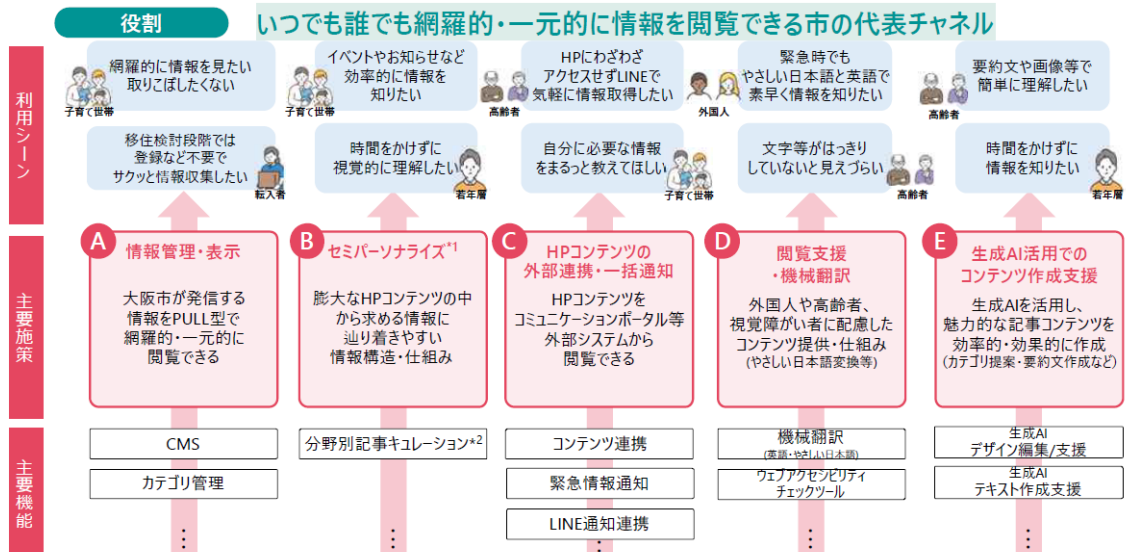 役割
いつでも誰でも網羅的・一元的に情報を閲覧できる市の代表チャネル
利用シーン
網羅的に情報を見たい
取りこぼしたくない
子育て世帯
イベントやお知らせなど
効率的に情報を
知りたい
子育て世帯
HPにわざわざ
アクセスせずLINEで
気軽に情報取得したい
高齢者
緊急時でも
やさしい日本語と英語で
素早く情報を知りたい
外国人
要約文や画像等で
簡単に理解したい
高齢者
移住検討段階では
登録など不要で
サクッと情報収集したい
転入者
時間をかけずに
視覚的に理解したい
若年層
自分に必要な情報
をまるっと教えてほしい
子育て世帯
文字等がはっきり
していないと見えづらい
高齢者
時間をかけずに
情報を知りたい
若年層
主要施策
A
情報管理・表示
大阪市が発信する
情報をPULL型で
網羅的・一元的に
閲覧できる
B
セミパーソナライズ*1
膨大なHPコンテンツの中
から求める情報に
辿り着きやすい
情報構造・仕組み
C
HPコンテンツの
外部連携・一括通知
HPコンテンツを
コミュニケーションポータル等
外部システムから
閲覧できる
D
閲覧支援
・機械翻訳
外国人や高齢者、
視覚障がい者に配慮した
コンテンツ提供・仕組み
(やさしい日本語変換等)
E
生成AI活用での
コンテンツ作成支援
生成AIを活用し、
魅力的な記事コンテンツを
効率的・効果的に作成
(カテゴリ提案・要約文作成など)
主要機能
CMS
カテゴリ管理
⋮
分野別記事キュレーション*2
⋮
コンテンツ連携
緊急情報通知
LINE通知連携
⋮
機械翻訳
(英語・やさしい日本語)
ウェブアクセシビリティ
チェックツール
⋮
生成AI
デザイン編集/支援
生成AI
テキスト作成支援
⋮